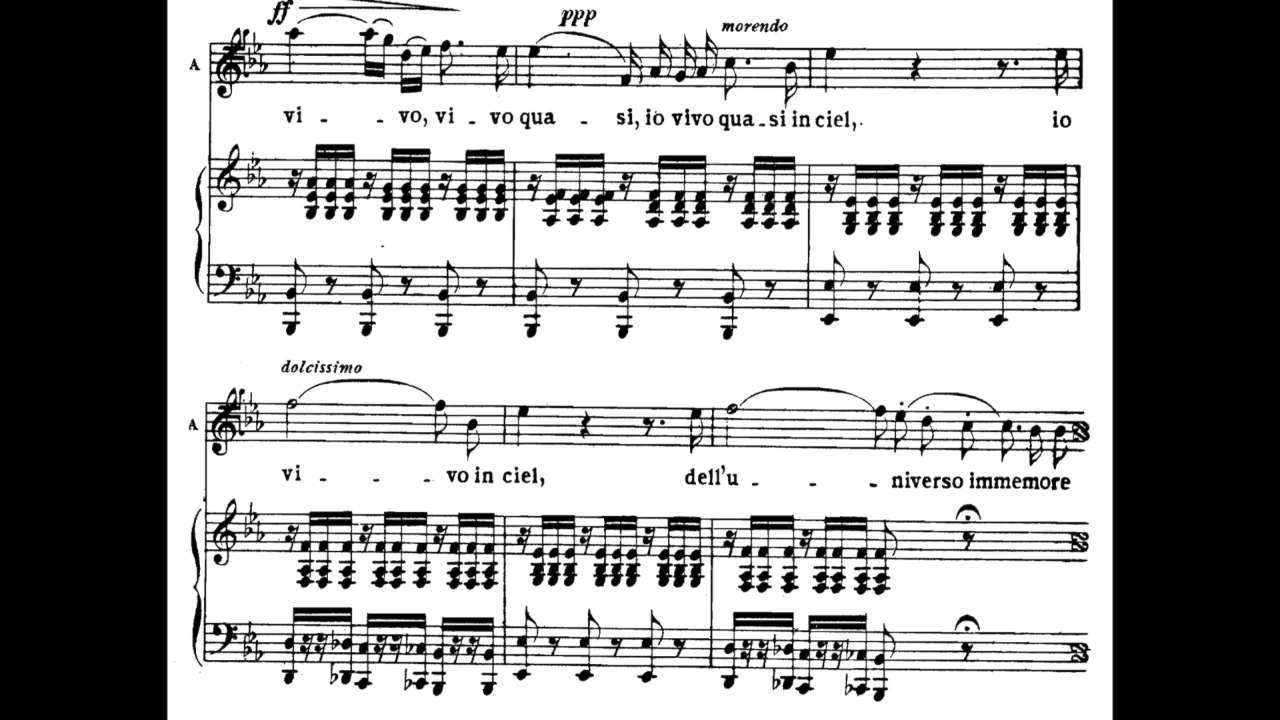 ff
ppp
morendo
A
vi - - vo, vi - vo qua - si, io vivo qua - si in ciel, io
dolcissimo
A
vi - - - vo in ciel, dell'u - - - niverso immemore